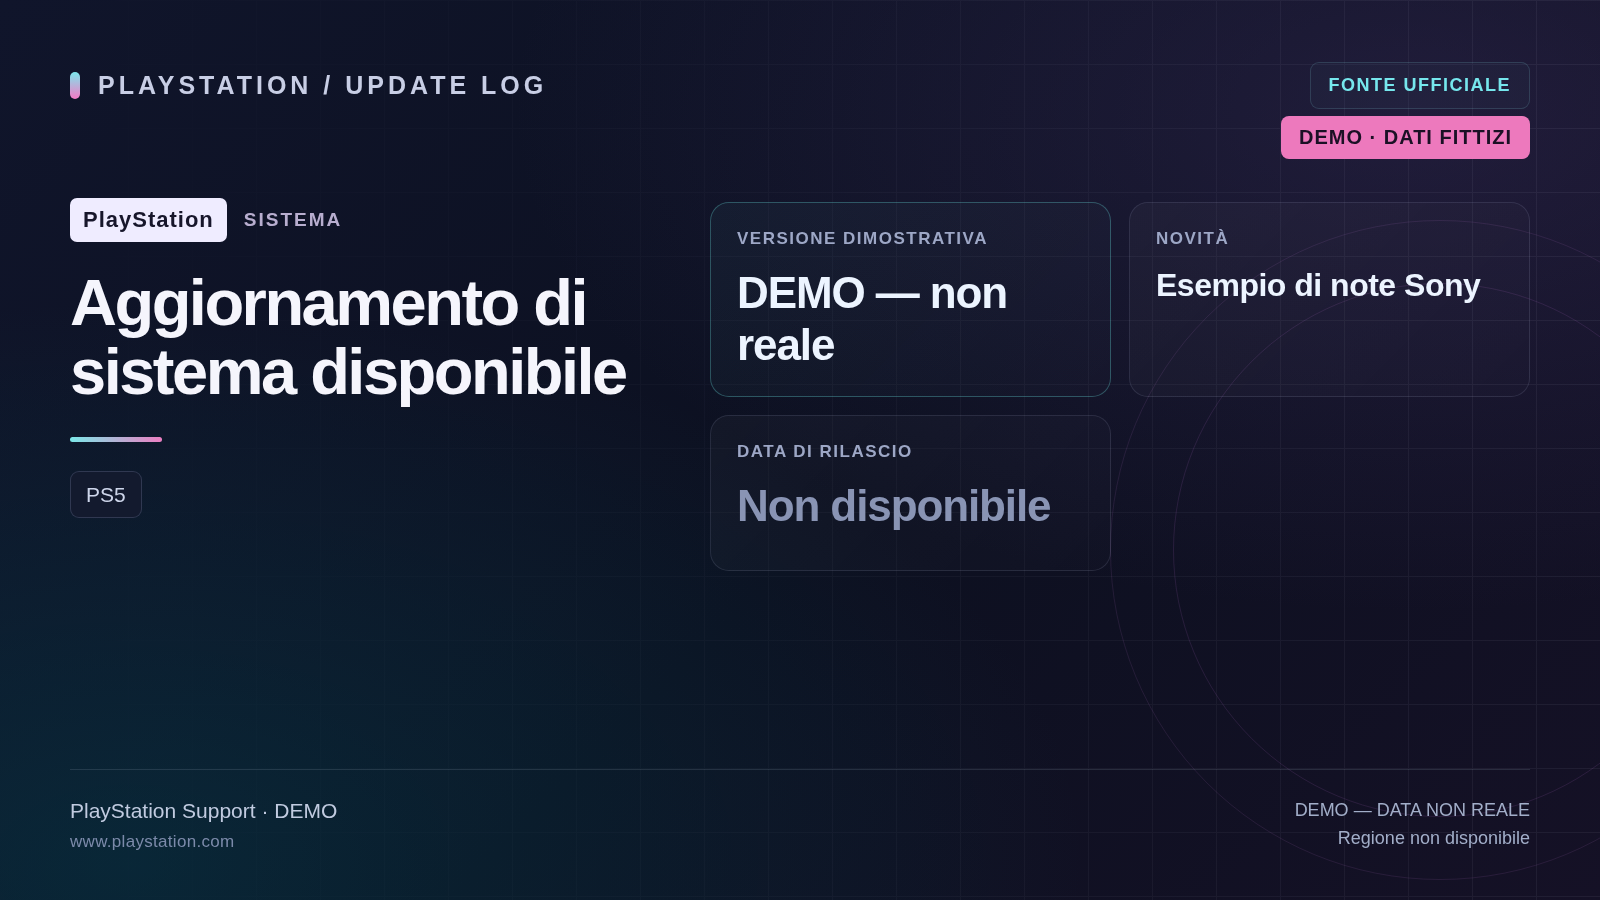 PLAYSTATION / UPDATE LOG
FONTE UFFICIALE
DEMO · DATI FITTIZI
PlayStation
SISTEMA
Aggiornamento di
sistema disponibile
PS5
VERSIONE DIMOSTRATIVA
DEMO — non
reale
NOVITÀ
Esempio di note Sony
DATA DI RILASCIO
Non disponibile
PlayStation Support · DEMO
www.playstation.com
DEMO — DATA NON REALE
Regione non disponibile